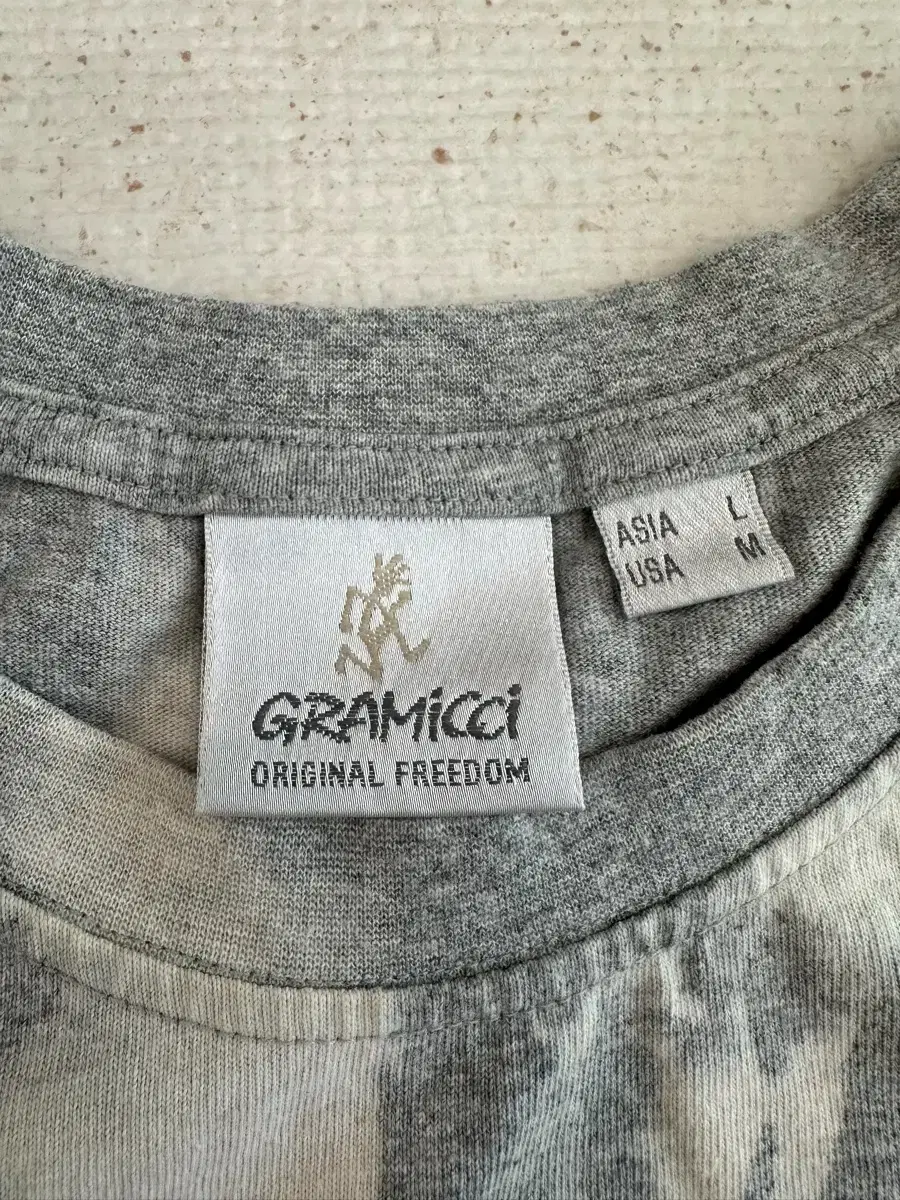 GRAMiCCi
ORIGINAL FREEDOM
ASIA L
USA M